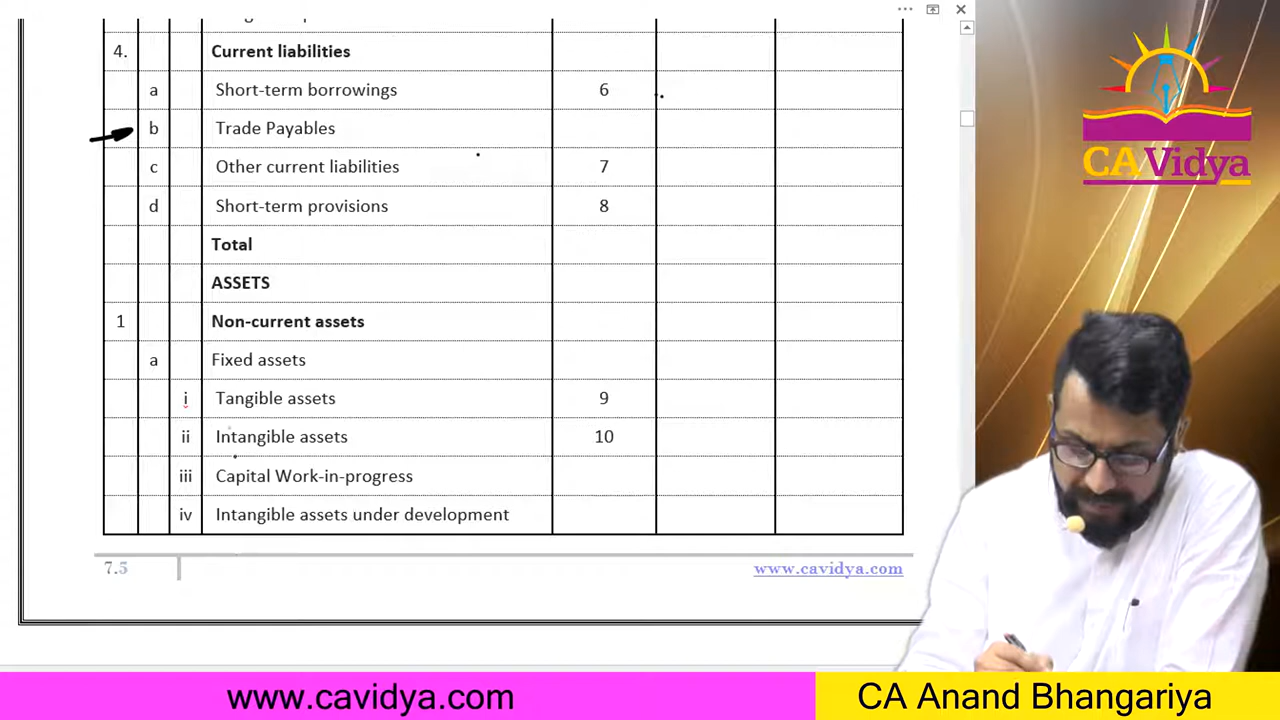 4. Current liabilities
a Short-term borrowings 6
b Trade Payables
c Other current liabilities 7
d Short-term provisions 8
Total
ASSETS
1 Non-current assets
a Fixed assets
i Tangible assets 9
ii Intangible assets 10
iii Capital Work-in-progress
iv Intangible assets under development
7.5 www.cavidya.com
CA Vidya
www.cavidya.com
CA Anand Bhangariya